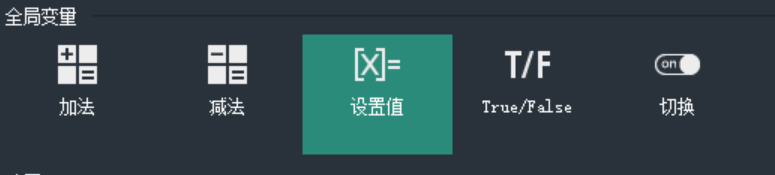 全局变量
[X]=
T/F
on
加法
减法
设置值
True/False
切换